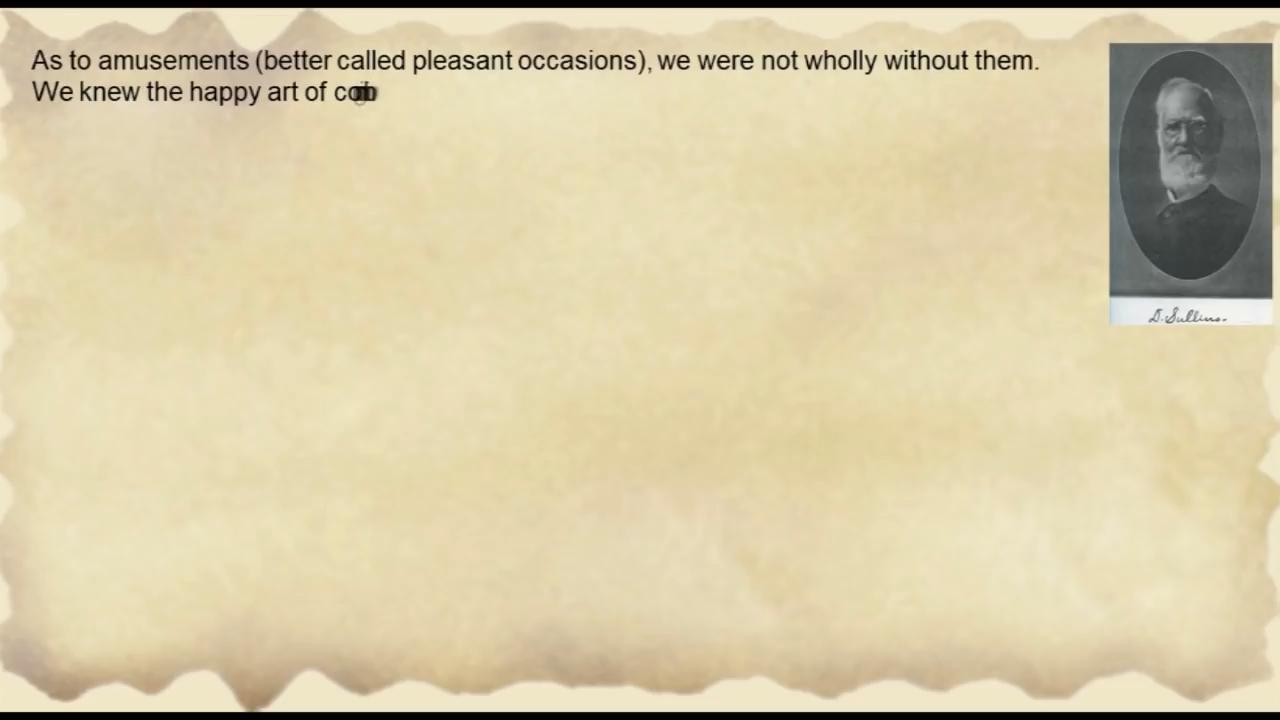 As to amusements (better called pleasant occasions), we were not wholly without them.
We knew the happy art of
D. Sullins.